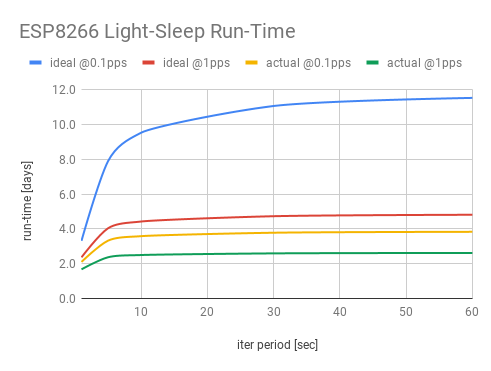 ESP8266 Light-Sleep Run-Time
ideal @0.1pps ideal @1pps actual @0.1pps actual @1pps
12.0
10.0
8.0
6.0
4.0
2.0
0.0
run-time [days]
10 20 30 40 50 60
iter period [sec]